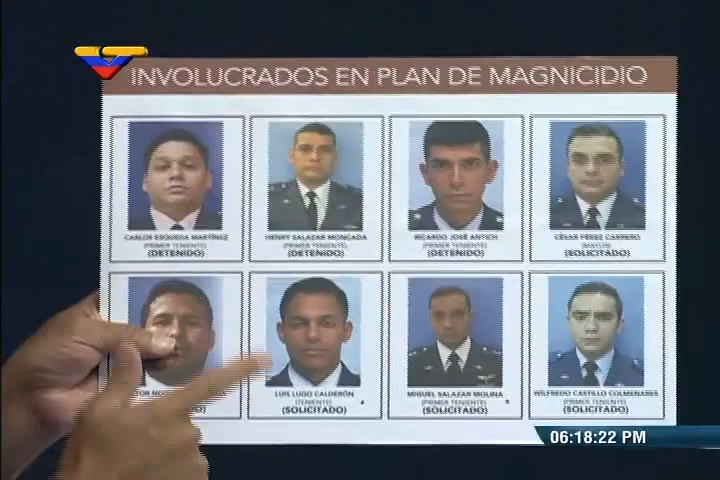 INVOLUCRADOS EN PLAN DE MAGNICIDIO
CARLOS ESQUEDA MARTÍNEZ
(PRIMER TENIENTE)
(DETENIDO)
HENRY SALAZAR MONCADA
(PRIMER TENIENTE)
(DETENIDO)
RICARDO JOSÉ ANTICH
(PRIMER TENIENTE)
(DETENIDO)
CÉSAR PÉREZ CARRERO
(MAYOR)
(SOLICITADO)
LUIS LUGO CALDERÓN
(TENIENTE)
(SOLICITADO)
MIGUEL SALAZAR MOLINA
(PRIMER TENIENTE)
(SOLICITADO)
WILFREDO CASTILLO COLMENARES
(PRIMER TENIENTE)
(SOLICITADO)
06:18:22 PM